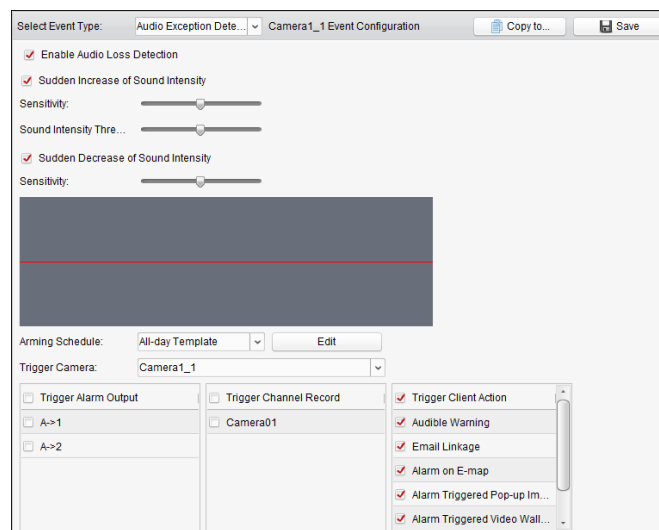 Select Event Type: Audio Exception Dete... Camera1_1 Event Configuration Copy to... Save
Enable Audio Loss Detection
Sudden Increase of Sound Intensity
Sensitivity:
Sound Intensity Thre...
Sudden Decrease of Sound Intensity
Sensitivity:
Arming Schedule: All-day Template Edit
Trigger Camera: Camera1_1
Trigger Alarm Output Trigger Channel Record Trigger Client Action
A->1 Camera01 Audible Warning
A->2 Email Linkage
Alarm on E-map
Alarm Triggered Pop-up Im...
Alarm Triggered Video Wall...